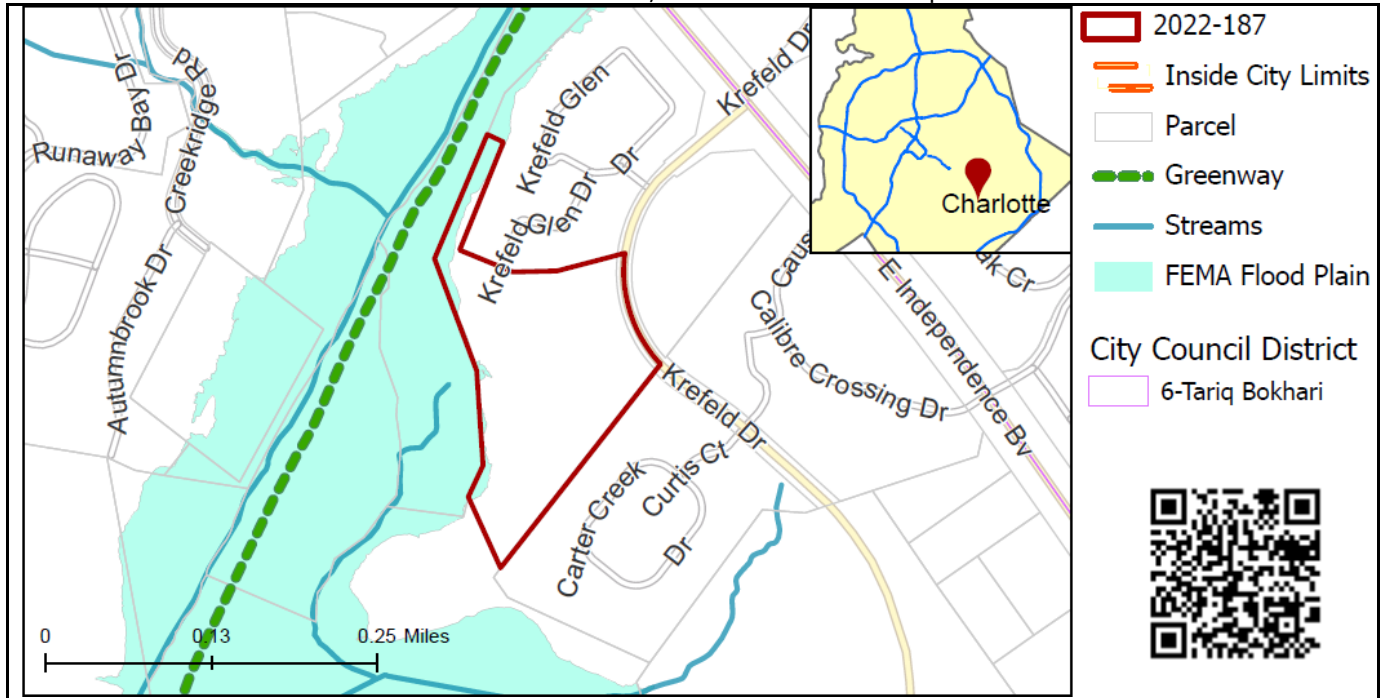 Runaway Bay Dr
Creekridge Rd
Autumnbrook Dr
Krefeld Glen
Dr
Krefeld
Glen Dr
Krefeld Dr
Krefeld Dr
Calibre Crossing Dr
E Independence Bv
Carter Creek
Dr
Curtis Ct
Charlotte
0
0.13
0.25 Miles
2022-187
Inside City Limits
Parcel
Greenway
Streams
FEMA Flood Plain
City Council District
6-Tariq Bokhari